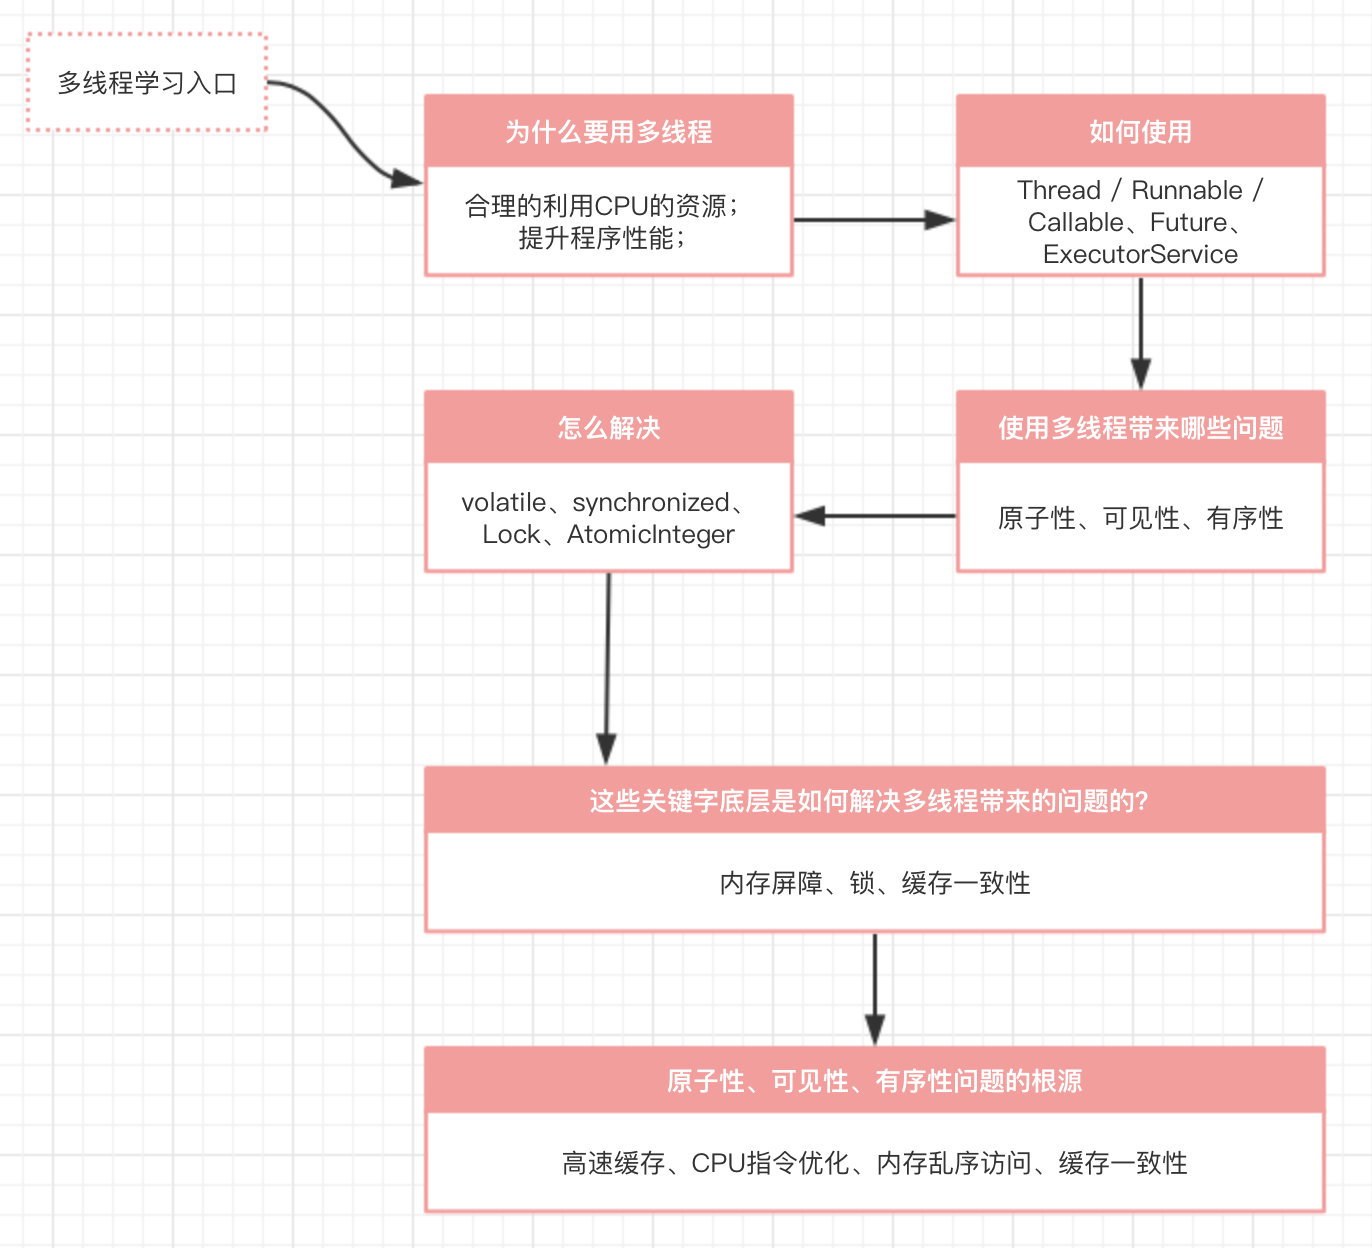 多线程学习入口
为什么要用多线程
合理的利用CPU的资源；
提升程序性能；
如何使用
Thread / Runnable /
Callable、Future、
ExecutorService
使用多线程带来哪些问题
原子性、可见性、有序性
怎么解决
volatile、synchronized、
Lock、AtomicInteger
这些关键字底层是如何解决多线程带来的问题的?
内存屏障、锁、缓存一致性
原子性、可见性、有序性问题的根源
高速缓存、CPU指令优化、内存乱序访问、缓存一致性